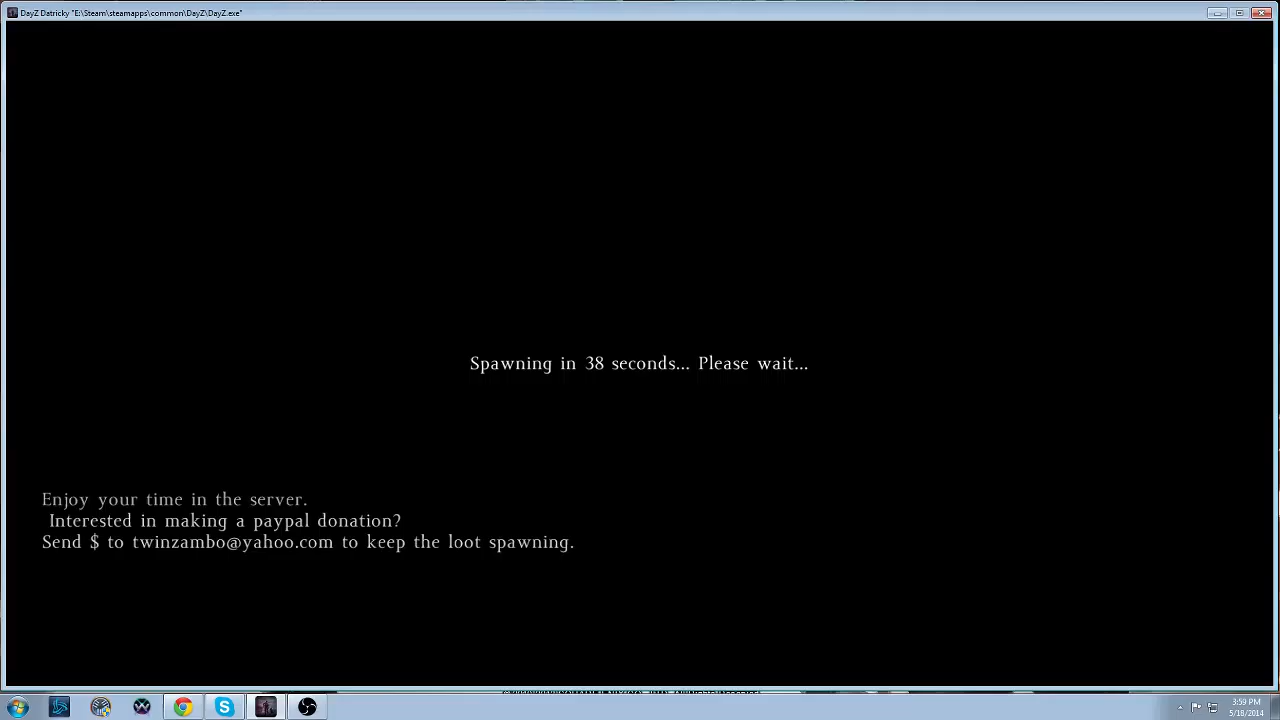 DayZ Datricky "E:\Steam\steamapps\common\DayZ\DayZ.exe"
Spawning in 38 seconds... Please wait...
Enjoy your time in the server.
Interested in making a paypal donation?
Send $ to twinzambo@yahoo.com to keep the loot spawning.
3:59 PM
5/18/2014